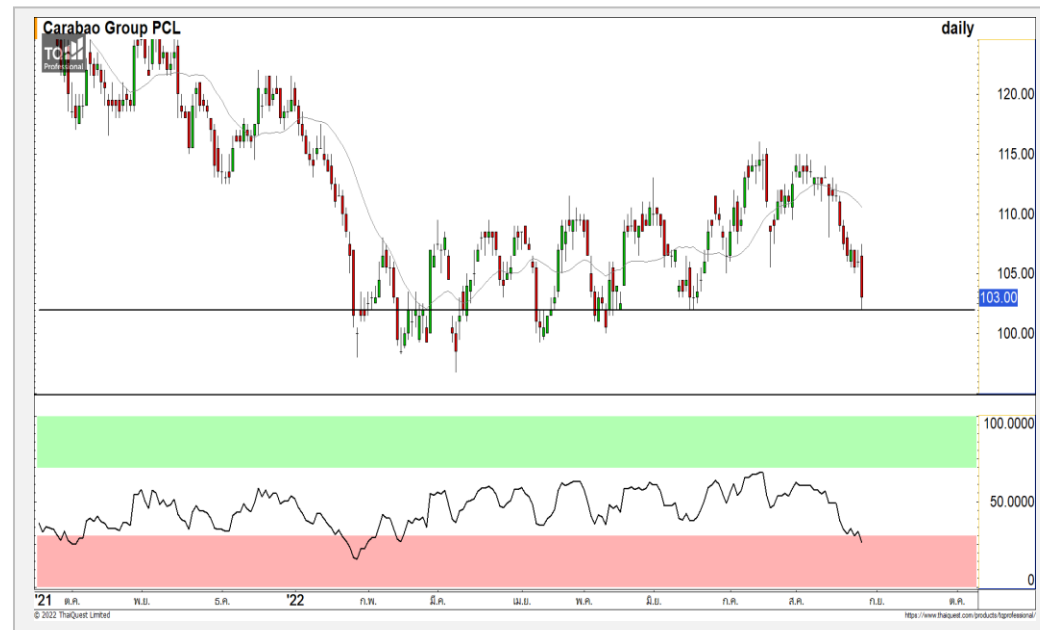 Carabao Group PCL
daily
TQ
Professional
120.00
115.00
110.00
105.00
103.00
100.00
100.0000
50.0000
0
'21 ต.ค. พ.ย. ธ.ค. '22 ก.พ. มี.ค. เม.ย. พ.ค. มิ.ย. ก.ค. ส.ค. ก.ย. ต.ค.
© 2022 ThaiQuest Limited
https://www.thaiquest.com/products/tqprofessional/